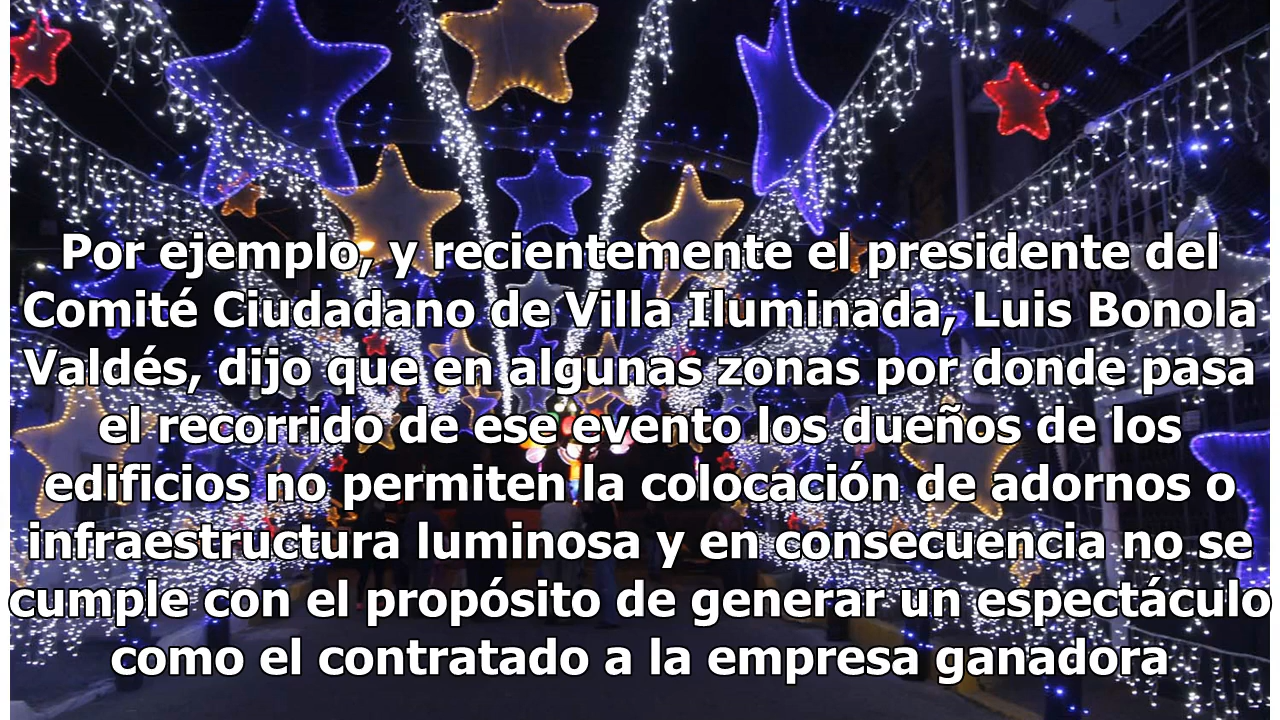 Por ejemplo, y recientemente el presidente del
Comité Ciudadano de Villa Iluminada, Luis Bonola
Valdés, dijo que en algunas zonas por donde pasa
el recorrido de ese evento los dueños de los
edificios no permiten la colocación de adornos o
infraestructura luminosa y en consecuencia no se
cumple con el propósito de generar un espectáculo
como el contratado a la empresa ganadora